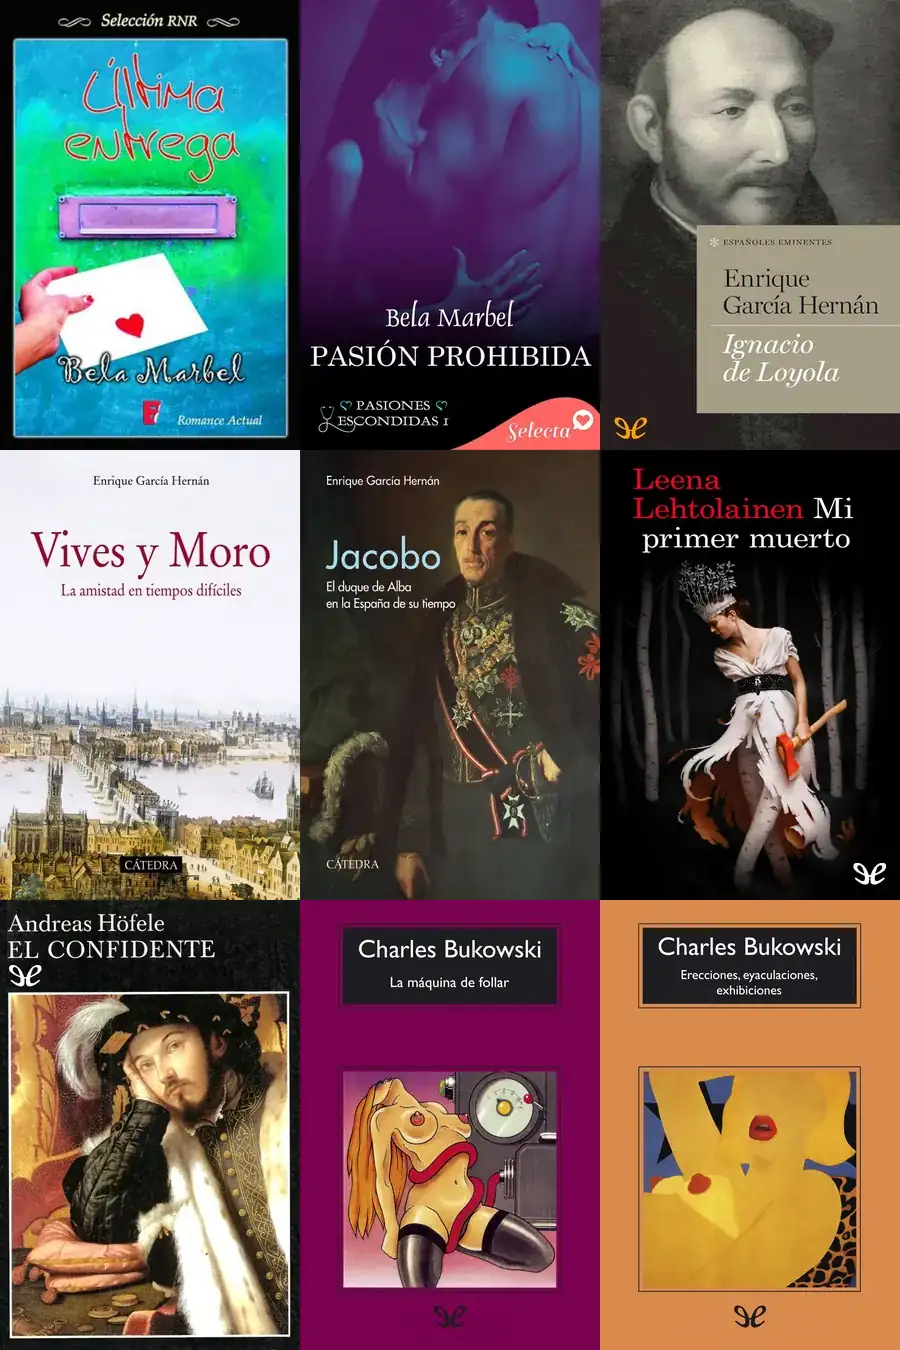 Selección RNR
Última
entrega
Bela Marbel
Romance Actual
Bela Marbel
PASIÓN PROHIBIDA
PASIONES
ESCONDIDAS 1
Selecta
ESPAÑOLES EMINENTES
Enrique
García Hernán
Ignacio
de Loyola
Enrique García Hernán
Vives y Moro
La amistad en tiempos difíciles
CÁTEDRA
Enrique García Hernán
Jacobo
El duque de Alba
en la España de su tiempo
CÁTEDRA
Leena
Lehtolainen Mi
primer muerto
Andreas Höfele
EL CONFIDENTE
Charles Bukowski
La máquina de follar
Charles Bukowski
Erecciones, eyaculaciones,
exhibiciones